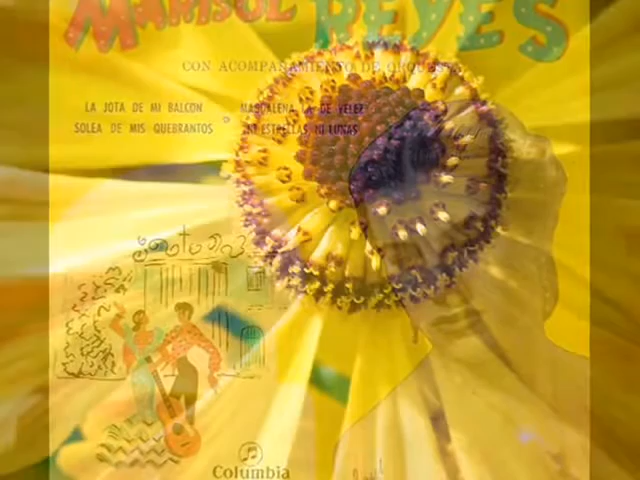 MARISOL REYES
CON ACOMPAÑAMIENTO DE ORQUESTA
LA JOTA DE MI BALCON
SOLEA DE MIS QUEBRANTOS
MAGDALENA LA DE VELEZ
NI ESTRELLAS, NI LUNAS
Columbia